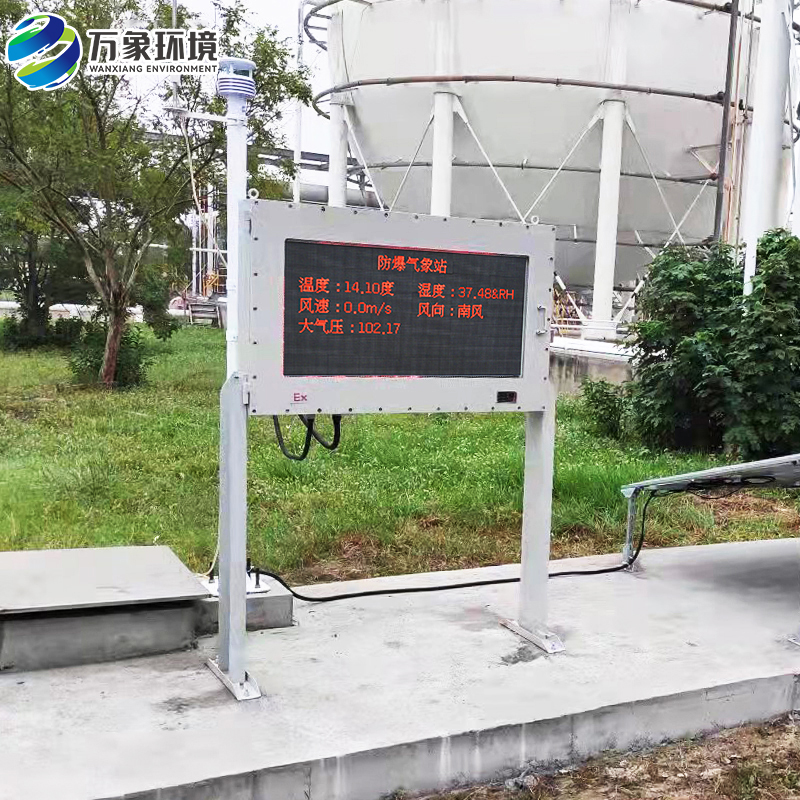 万象环境
WANXIANG ENVIRONMENT
防爆气象站
温度：14.10度 湿度：37.48&RH
风速：0.0m/s 风向：南风
大气压：102.17
Ex